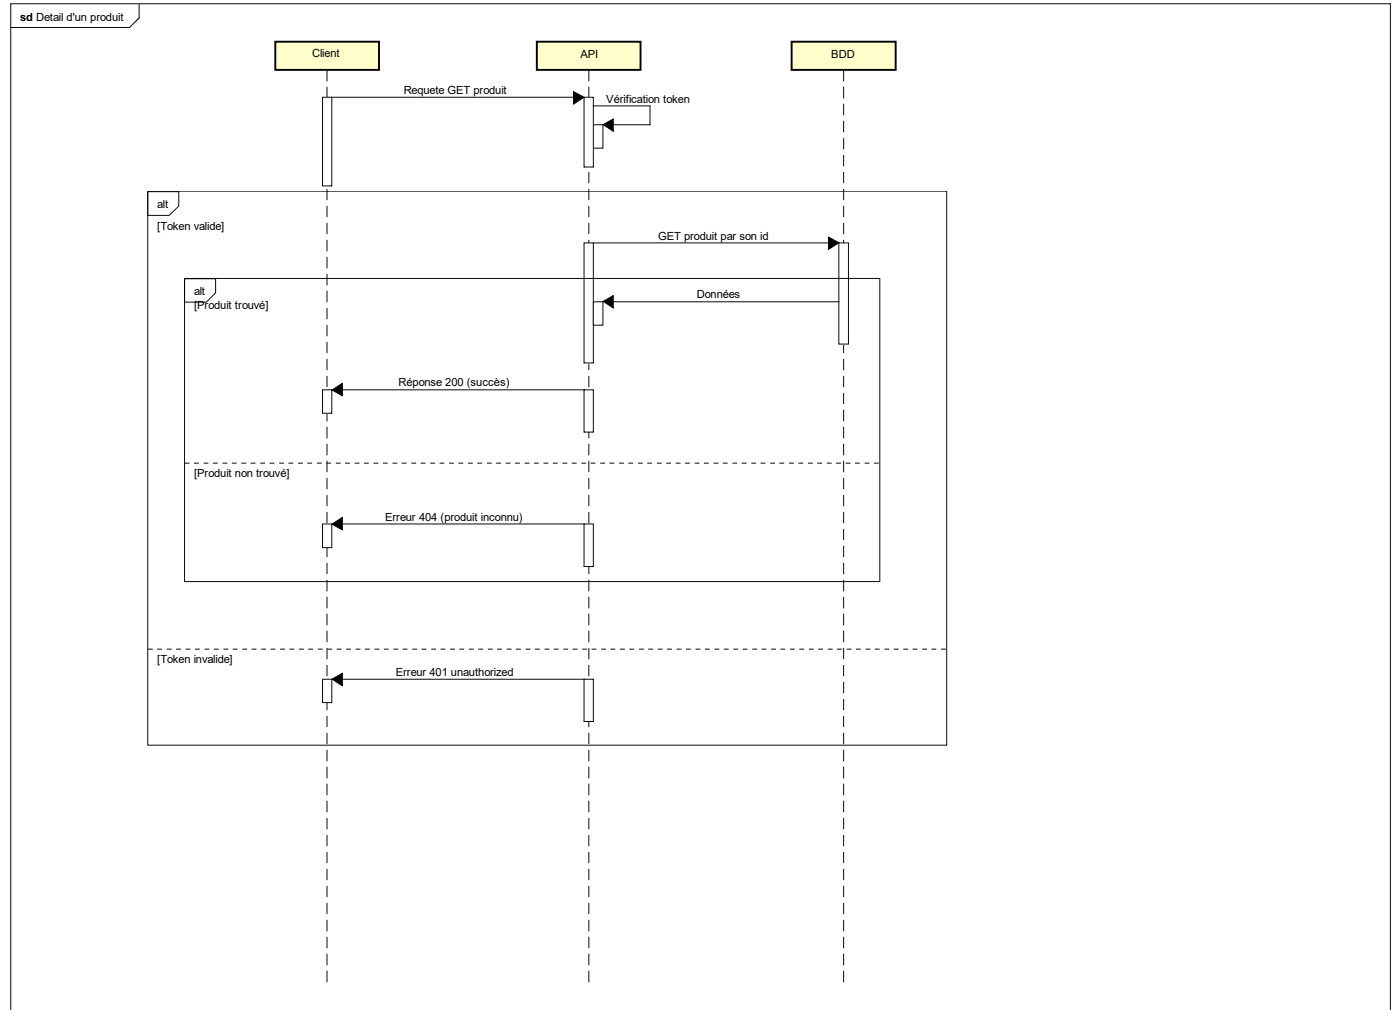 sd Detail d'un produit
Client
API
BDD
Requete GET produit
Vérification token
alt
[Token valide]
GET produit par son id
alt
[Produit trouvé]
Données
Réponse 200 (succès)
[Produit non trouvé]
Erreur 404 (produit inconnu)
[Token invalide]
Erreur 401 unauthorized